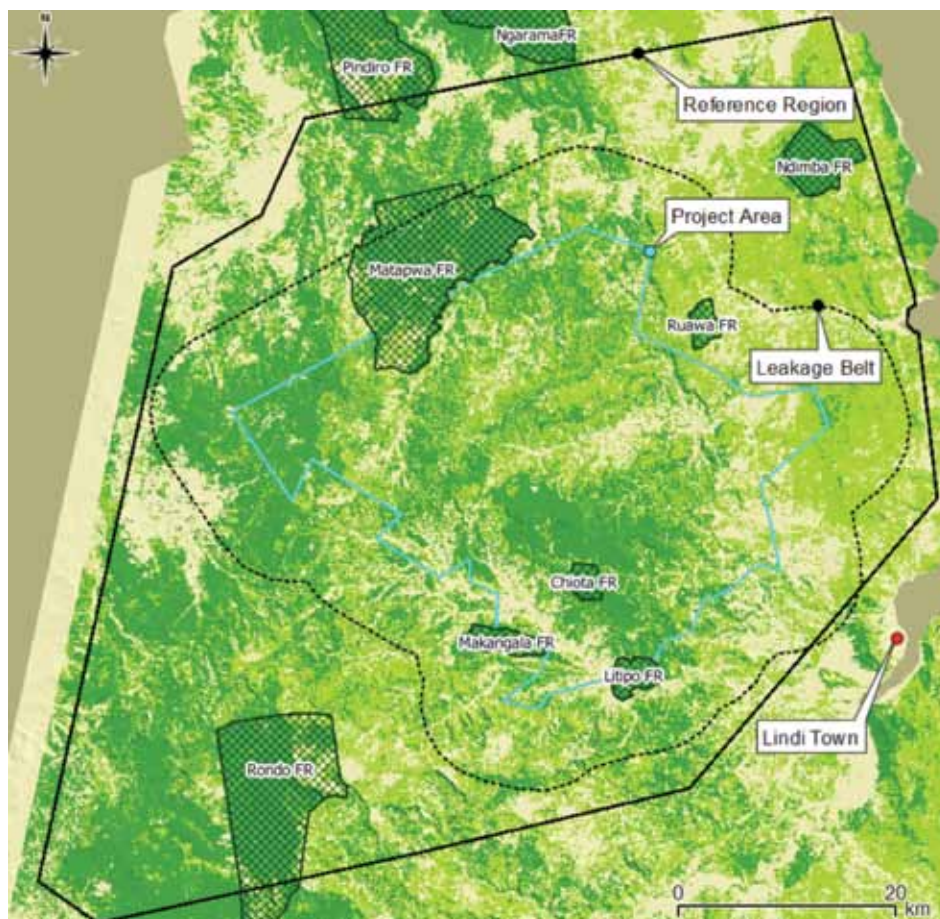 N
NgaramaFR
Pindiro FR
Reference Region
Ndimba FR
Project Area
Matapwa FR
Ruawa FR
Leakage Belt
Chiota FR
Makangala FR
Litipo FR
Lindi Town
Rondo FR
0 20
km